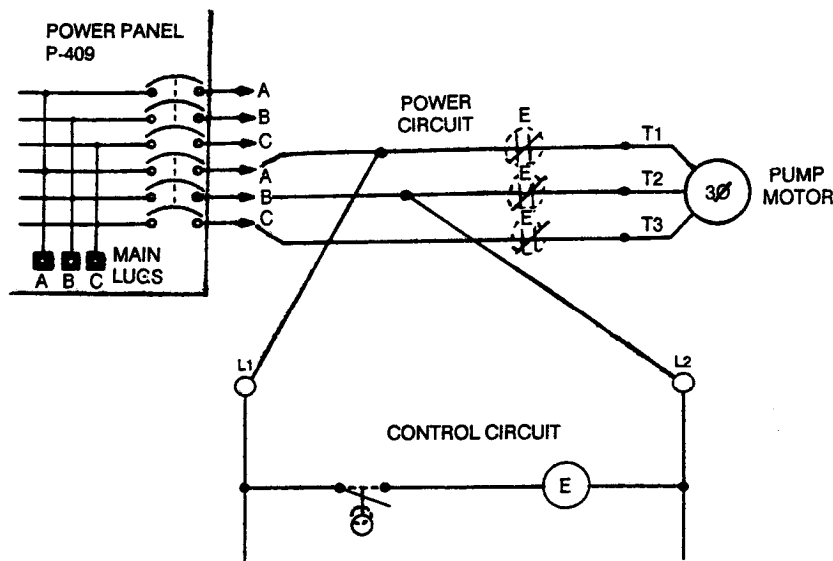 POWER PANEL
P-409
A
B
C
A
B
C
POWER
CIRCUIT
E
E
E
T1
T2
T3
3Ø
PUMP
MOTOR
MAIN
LUGS
A B C
L1
L2
CONTROL CIRCUIT
E